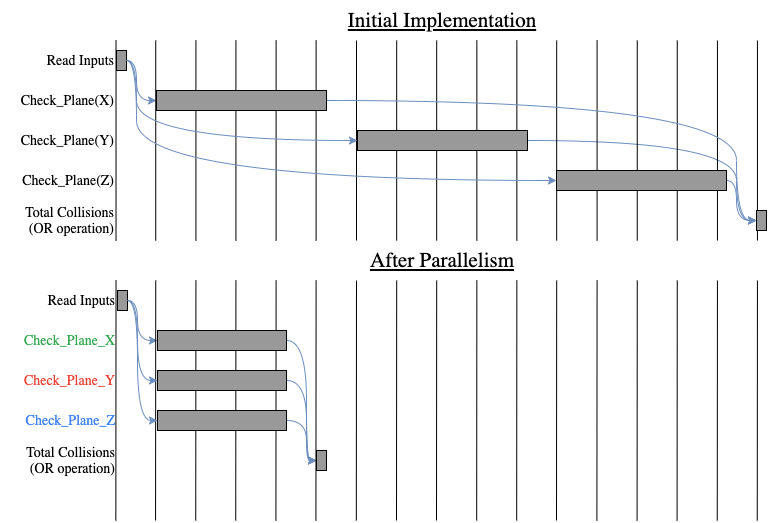 Initial Implementation
Read Inputs
Check_Plane(X)
Check_Plane(Y)
Check_Plane(Z)
Total Collisions
(OR operation)
After Parallelism
Read Inputs
Check_Plane_X
Check_Plane_Y
Check_Plane_Z
Total Collisions
(OR operation)